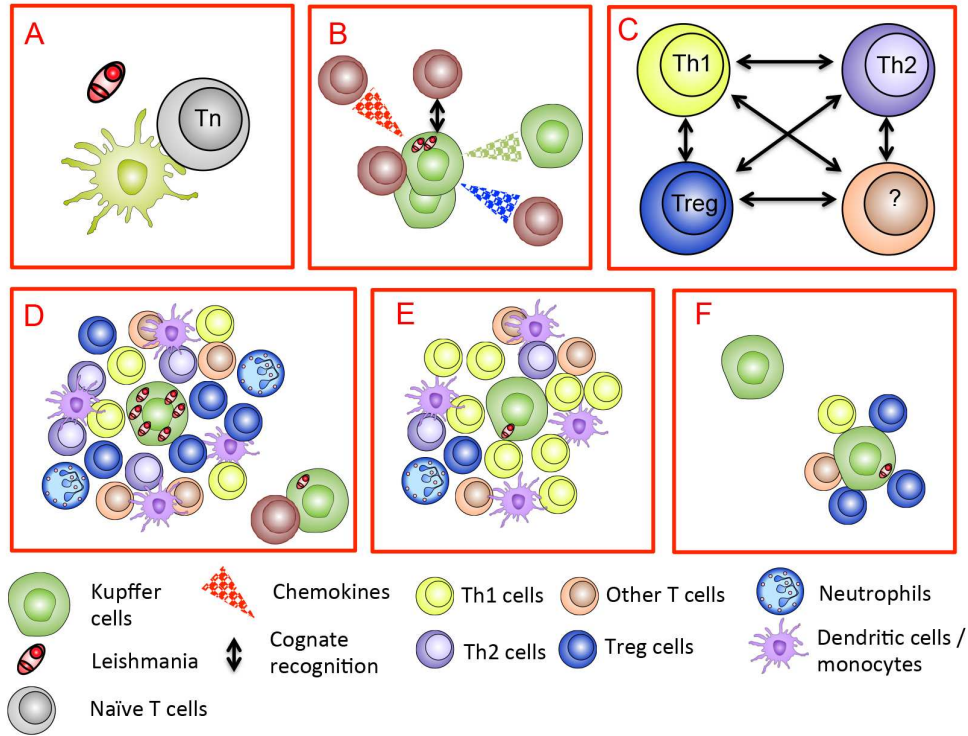 A
Tn
B
C
Th1
Th2
Treg
?
D
E
F
Kupffer
cells
Chemokines
Th1 cells
Other T cells
Neutrophils
Leishmania
Cognate
recognition
Th2 cells
Treg cells
Dendritic cells /
monocytes
Naïve T cells